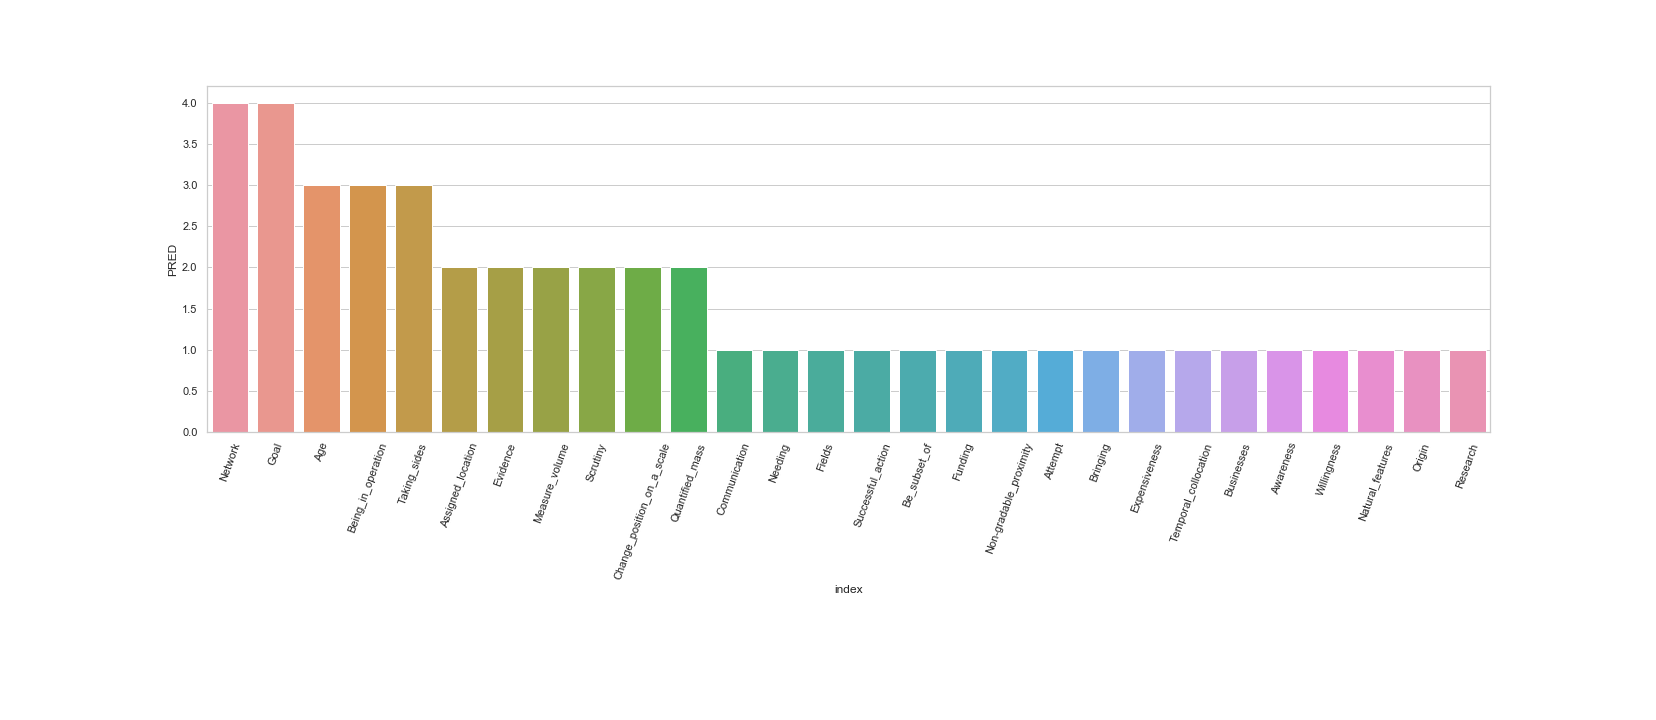 4.0
3.5
3.0
2.5
2.0
1.5
1.0
0.5
0.0
PRED
Network
Goal
Age
Being_in_operation
Taking_sides
Assigned_location
Evidence
Measure_volume
Scrutiny
Change_position_on_a_scale
Quantified_mass
Communication
Needing
Fields
Successful_action
Be_subset_of
Funding
Non-gradable_proximity
Attempt
Bringing
Expensiveness
Temporal_collocation
Businesses
Awareness
Willingness
Natural_features
Origin
Research
index